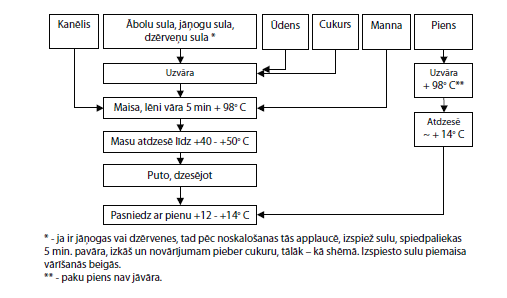 Kanēlis
Ābolu sula, jāņogu sula,
dzērveņu sula *
Ūdens
Cukurs
Manna
Piens
Uzvāra
Uzvāra
+ 98° C**
Maisa, lēni vāra 5 min + 98° C
Atdzesē
~ + 14° C
Masu atdzesē līdz +40 - +50° C
Puto, dzesējot
Pasniedz ar pienu +12 - +14° C
* - ja ir jāņogas vai dzērvenes, tad pēc noskalošanas tās applaucē, izspiež sulu, spiedpaliekas
5 min. pavāra, izkāš un novārījumam pieber cukuru, tālāk – kā shēmā. Izspiesto sulu piemaisa
vārīšanās beigās.
** - paku piens nav jāvāra.